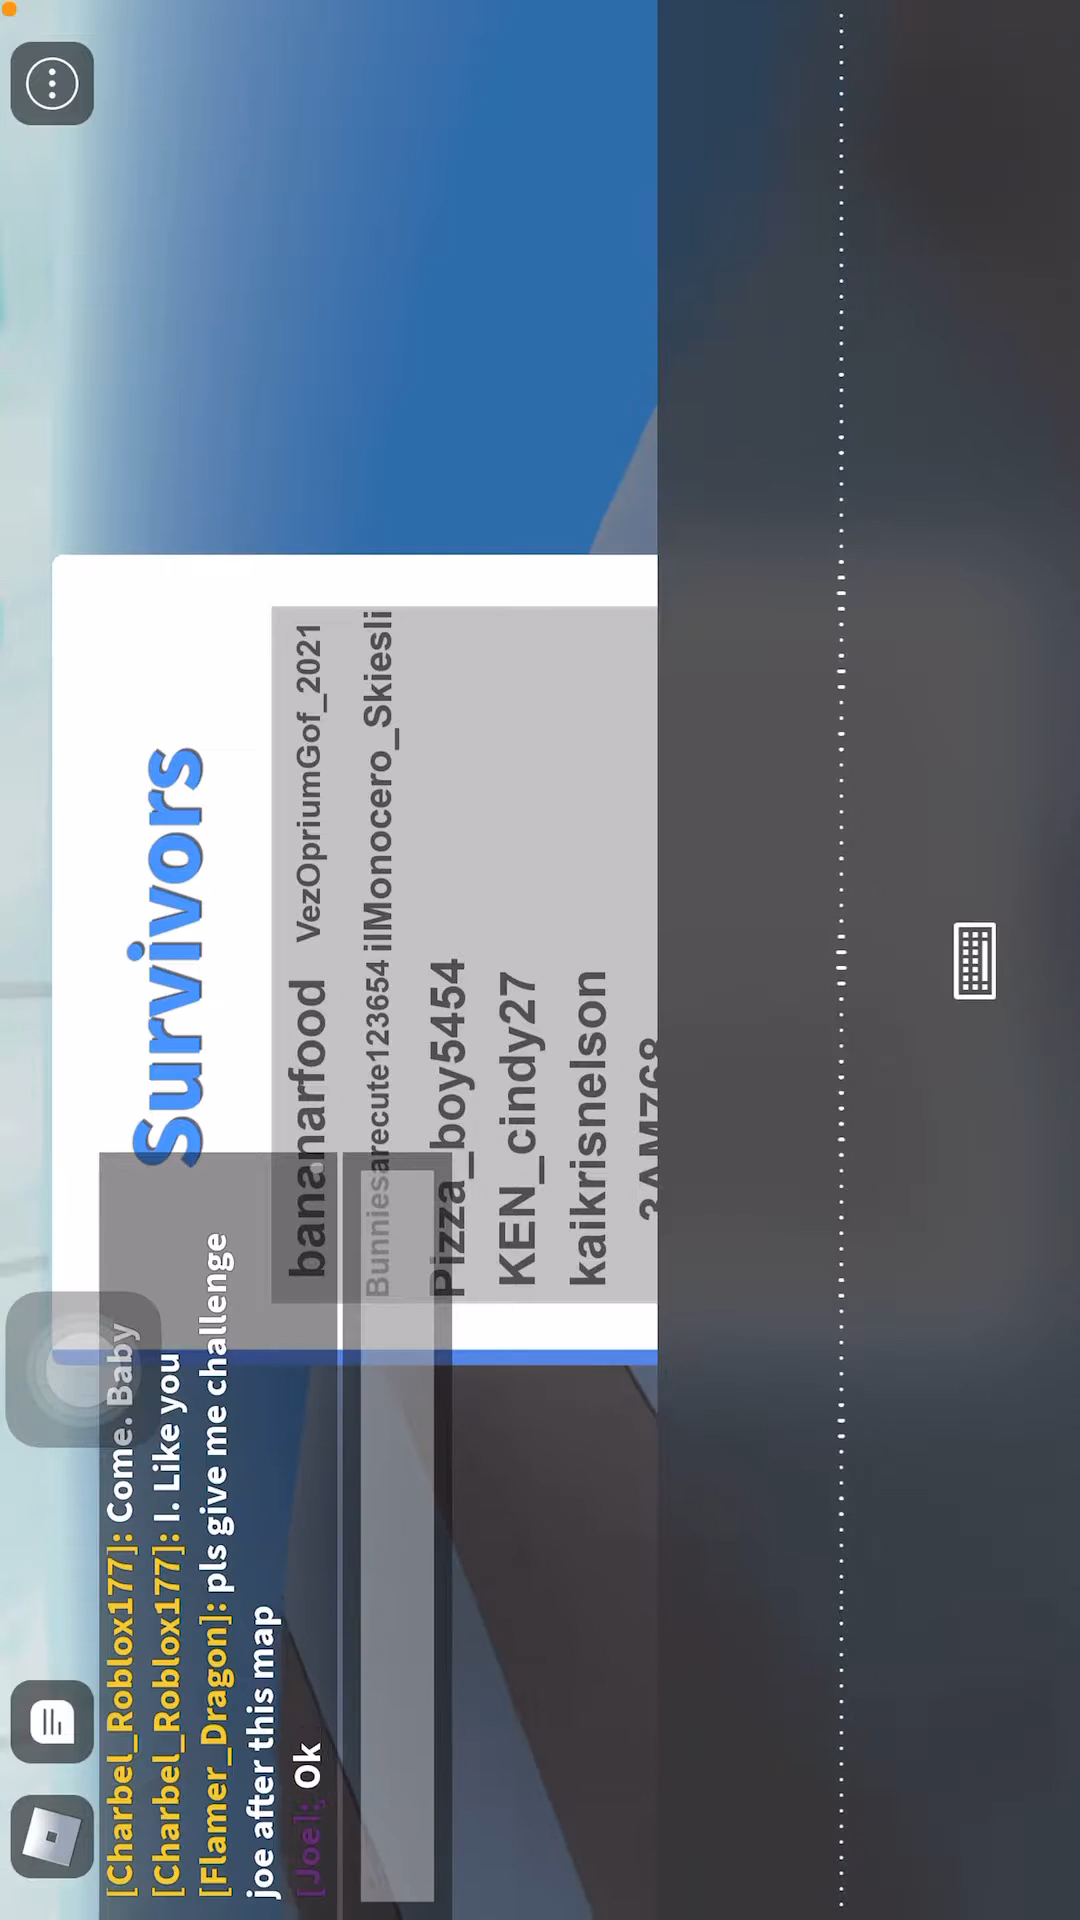 [Charbel_Roblox177]: Come. Baby
[Charbel_Roblox177]: I. Like you
[Flamer_Dragon]: pls give me challenge
joe after this map
[Joe]: Ok
Survivors
bananarfood VezOpriumGof_2021
Bunniesarecute123654 ilMonocero_Skiesli
Pizza_boy5454
KEN_cindy27
kaikrisnelson